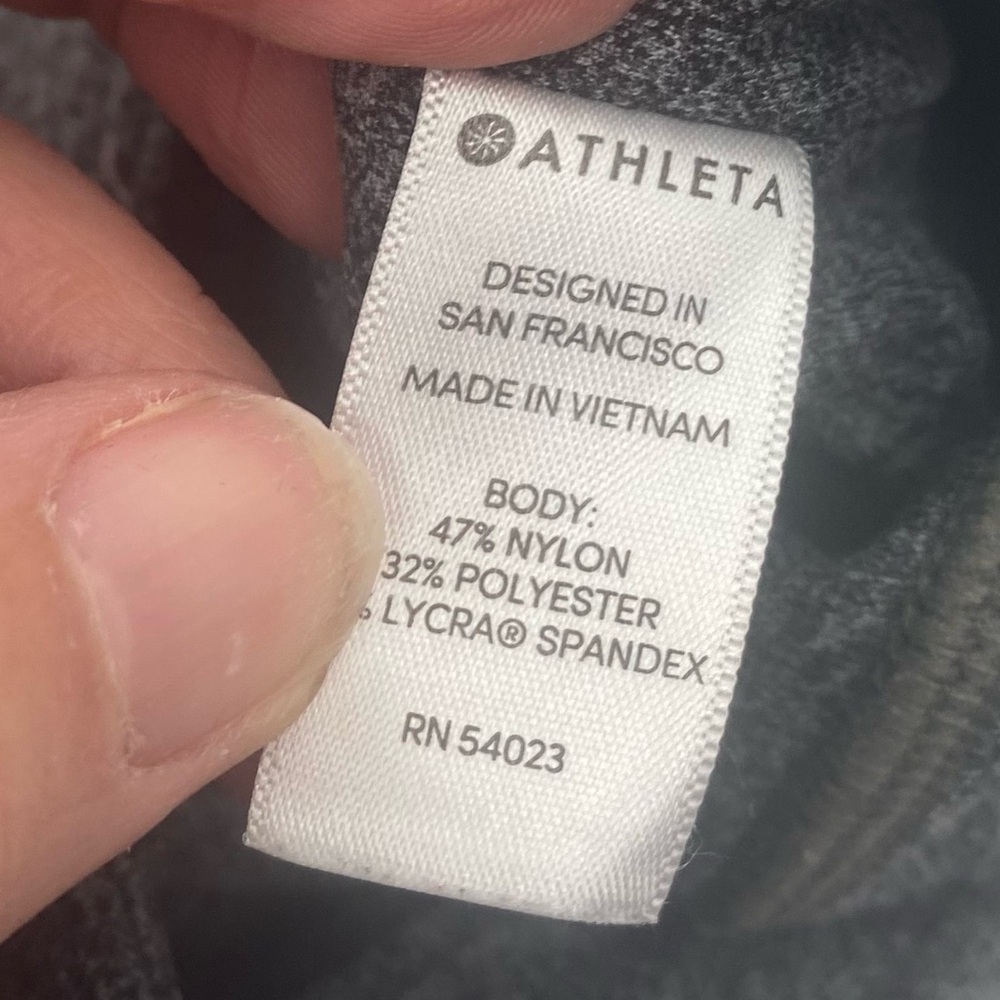 ATHLETA
DESIGNED IN
SAN FRANCISCO
MADE IN VIETNAM
BODY:
47% NYLON
32% POLYESTER
% LYCRA® SPANDEX
RN 54023